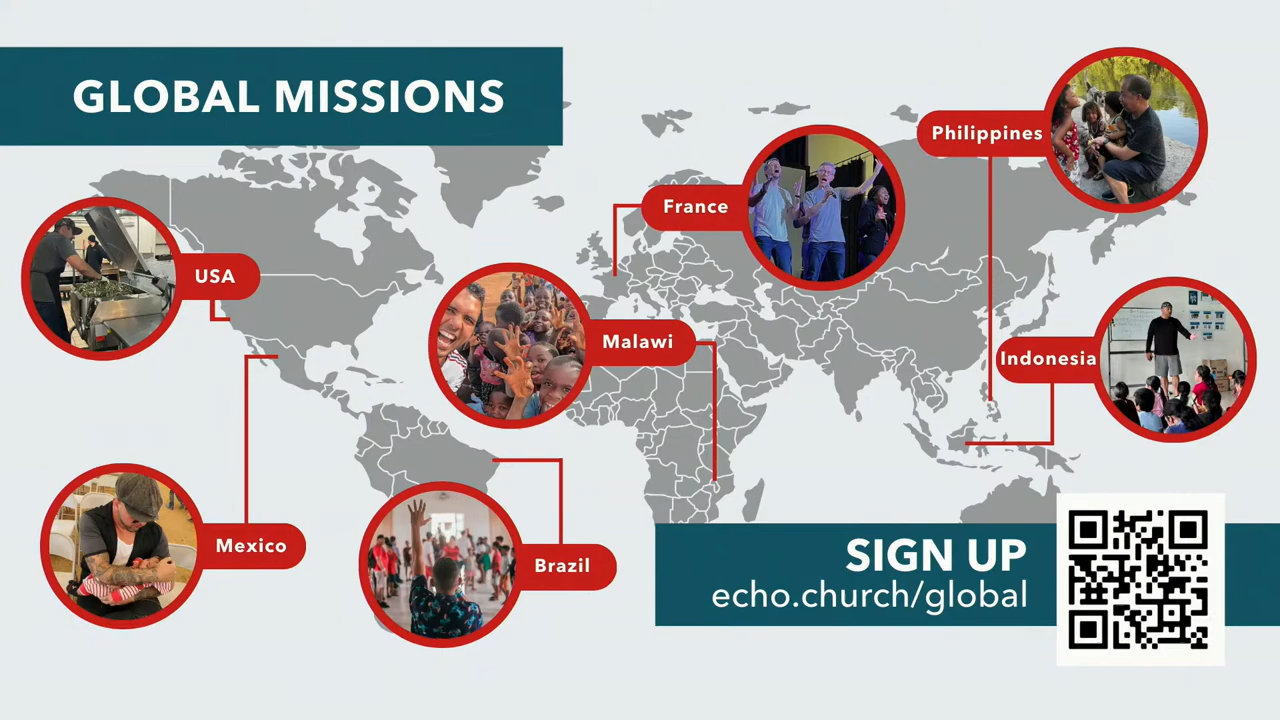 GLOBAL MISSIONS
Philippines
France
USA
Malawi
Indonesia
Mexico
Brazil
SIGN UP
echo.church/global